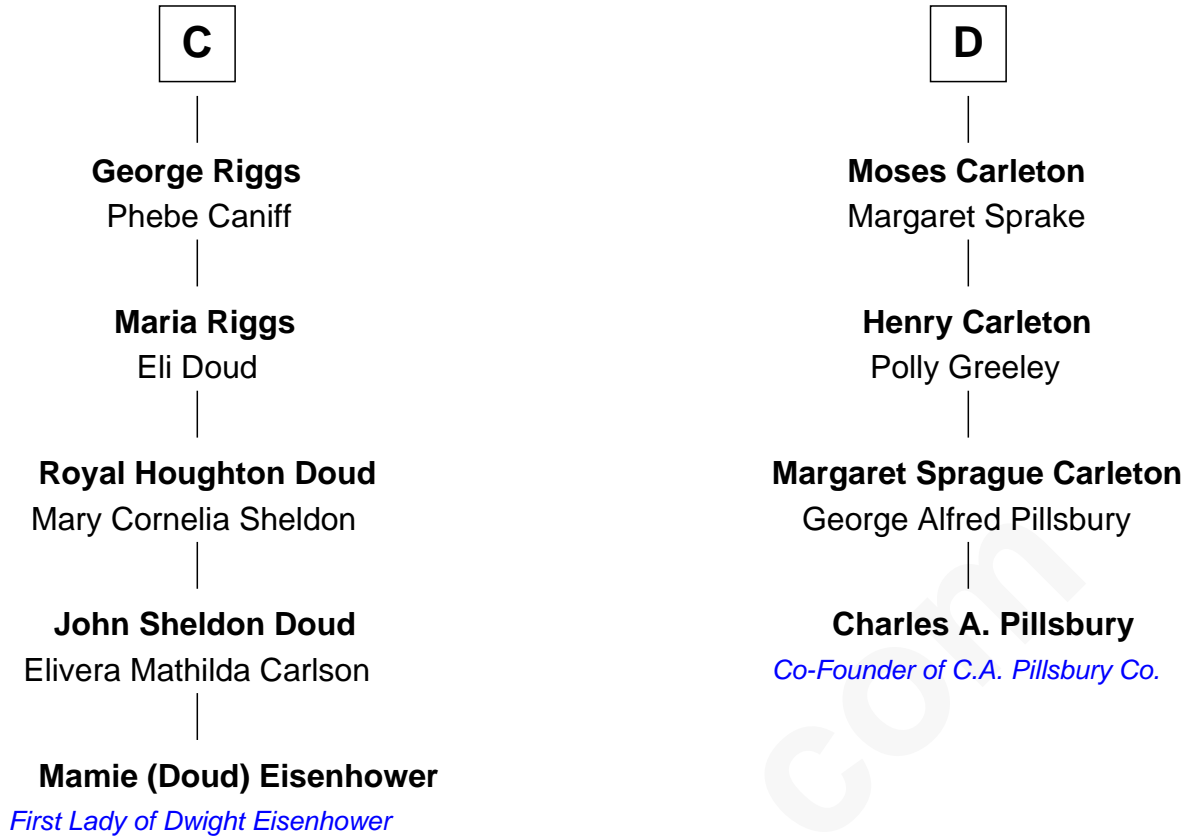 C
George Riggs
Phebe Caniff
Maria Riggs
Eli Doud
Royal Houghton Doud
Mary Cornelia Sheldon
John Sheldon Doud
Elivera Mathilda Carlson
Mamie (Doud) Eisenhower
First Lady of Dwight Eisenhower
D
Moses Carleton
Margaret Sprake
Henry Carleton
Polly Greeley
Margaret Sprague Carleton
George Alfred Pillsbury
Charles A. Pillsbury
Co-Founder of C.A. Pillsbury Co.
com